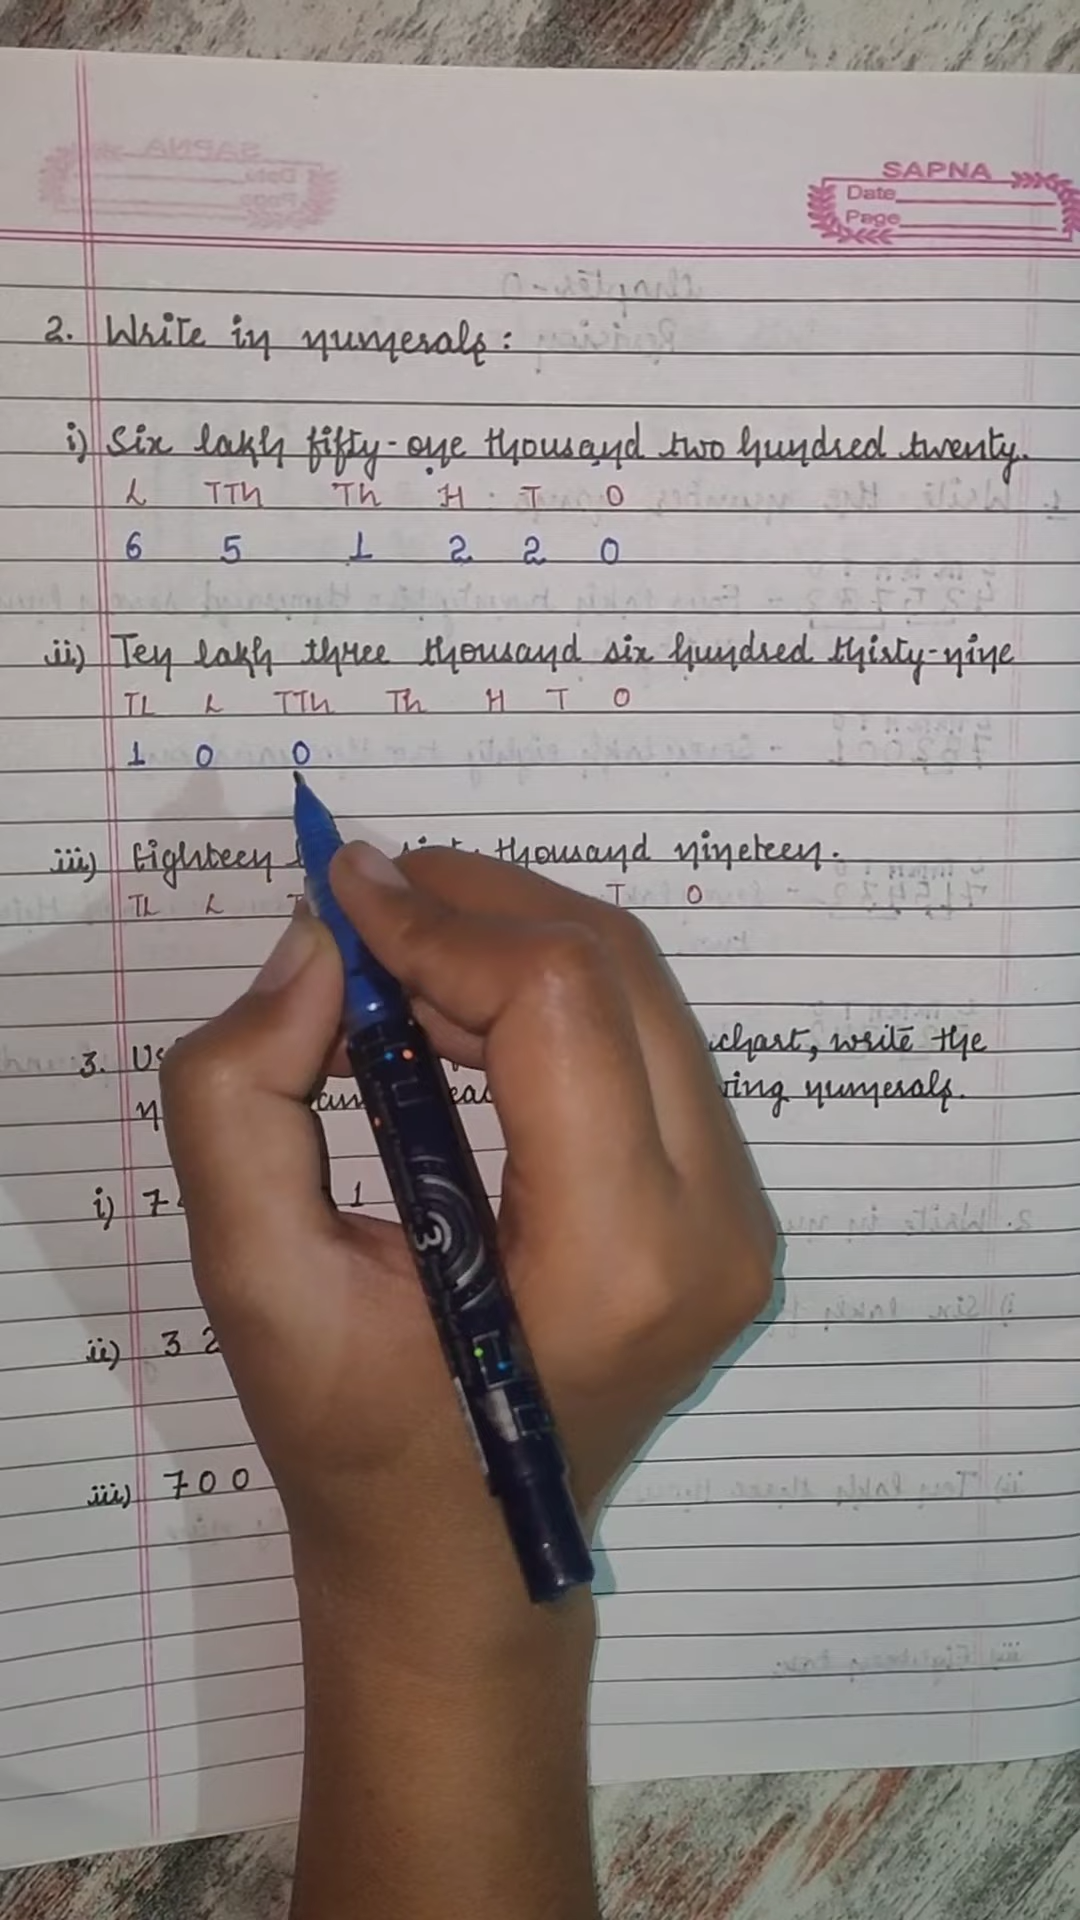 SAPNA
Date
Page
2. Write in numerals:
i) Six lakh fifty-one thousand two hundred twenty.
L TTh Th H T O
6 5 1 2 2 0
ii) Ten lakh three thousand six hundred thirty-nine
TL L TTh Th H T O
1 0 0
iii) Eighteen thousand nineteen.
TL L T O
3. chart, write the
numerals.
i) 7 1
ii) 3 2
iii) 7 0 0